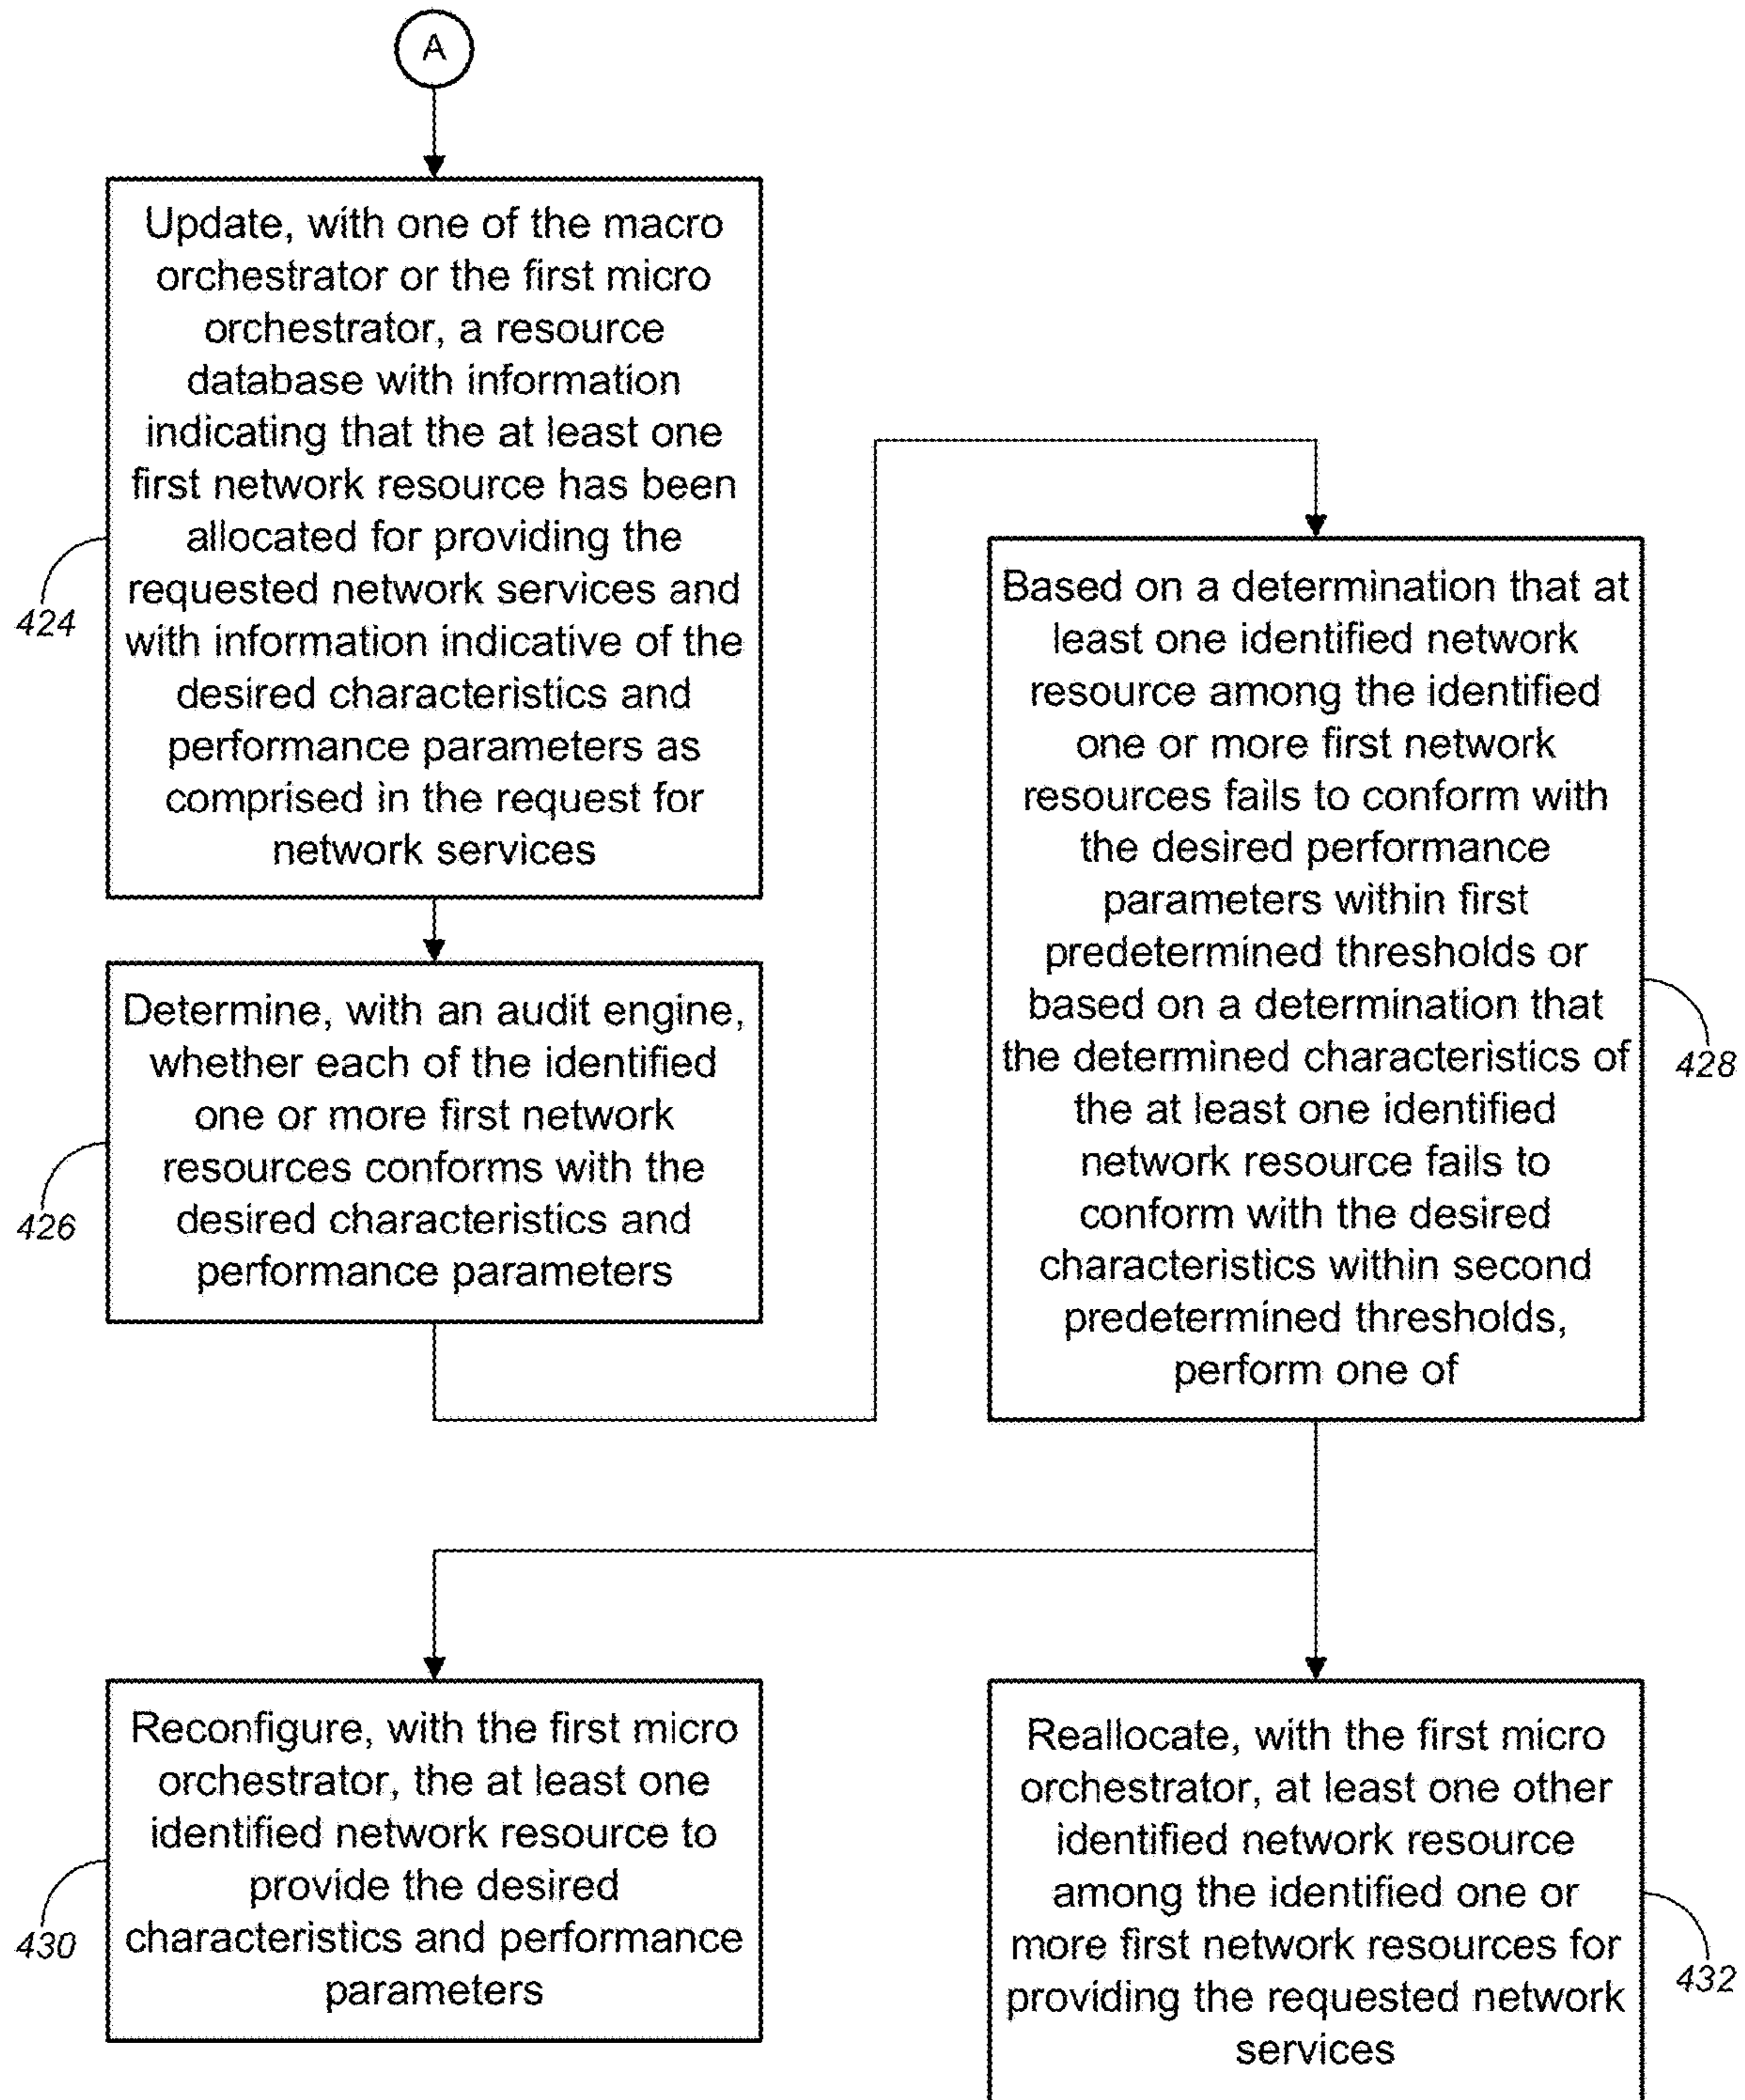 A
Update, with one of the macro
orchestrator or the first micro
orchestrator, a resource
database with information
indicating that the at least one
first network resource has been
allocated for providing the
requested network services and
with information indicative of the
desired characteristics and
performance parameters as
comprised in the request for
network services
424
Determine, with an audit engine,
whether each of the identified
one or more first network
resources conforms with the
desired characteristics and
performance parameters
426
Based on a determination that at
least one identified network
resource among the identified
one or more first network
resources fails to conform with
the desired performance
parameters within first
predetermined thresholds or
based on a determination that
the determined characteristics of
the at least one identified
network resource fails to
conform with the desired
characteristics within second
predetermined thresholds,
perform one of
428
Reconfigure, with the first micro
orchestrator, the at least one
identified network resource to
provide the desired
characteristics and performance
parameters
430
Reallocate, with the first micro
orchestrator, at least one other
identified network resource
among the identified one or
more first network resources for
providing the requested network
services
432